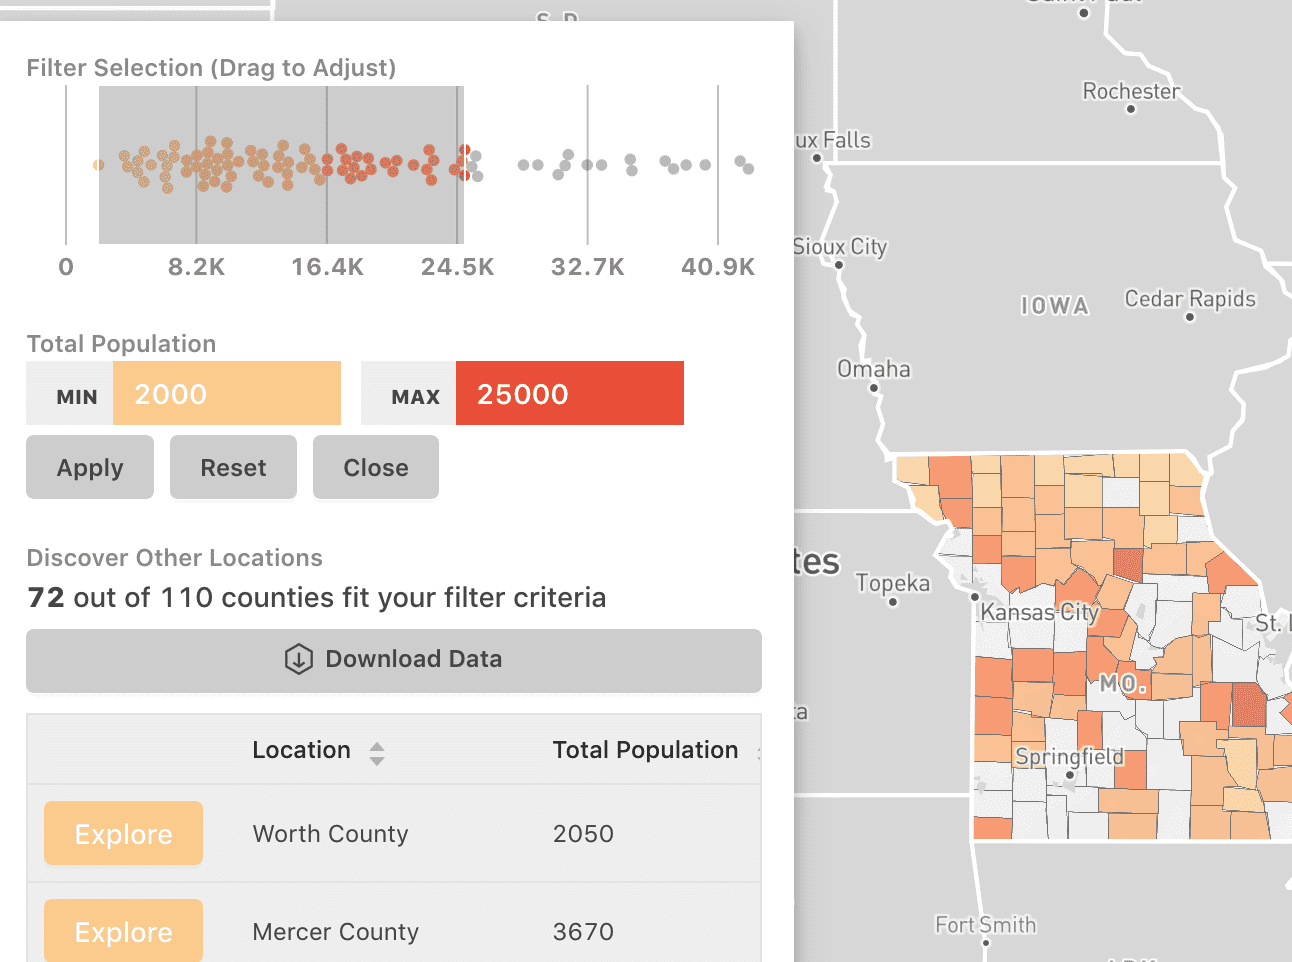 S.D.
Filter Selection (Drag to Adjust)
0 8.2K 16.4K 24.5K 32.7K 40.9K
Total Population
MIN 2000 MAX 25000
Apply Reset Close
Discover Other Locations
72 out of 110 counties fit your filter criteria
Download Data
Location Total Population
Explore Worth County 2050
Explore Mercer County 3670
Rochester
ux Falls
Sioux City
IOWA
Cedar Rapids
Omaha
tes
Topeka
Kansas City
St. L
MO.
ta
Springfield
Fort Smith